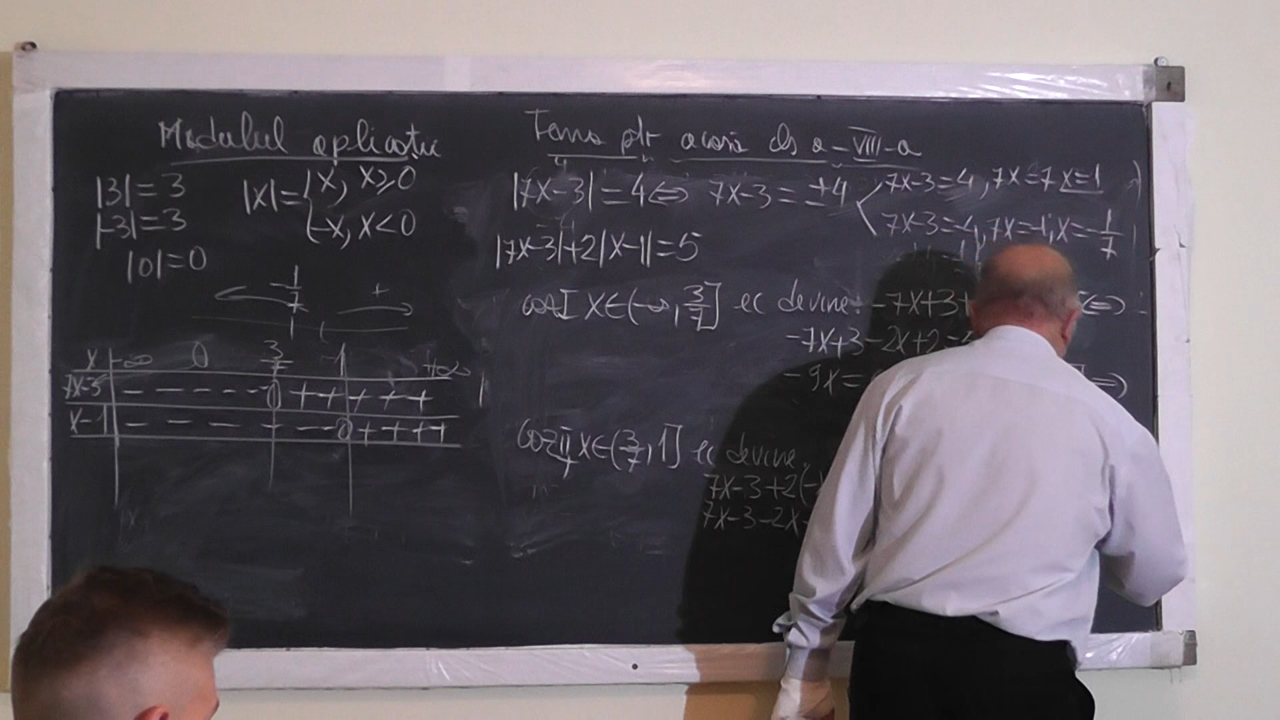 Modulul aplicație
|3|=3
|-3|=3
|0|=0
|x|={x, x≥0
{-x, x<0
-1/7
+
x -∞ 0 3/7 1 +∞
7x-3 - - - - - - 0 + + + + +
x-1 - - - - - - - 0 + + + +
Tema ptr acasă cls a-VIII-a
|7x-3|=4 ⇔ 7x-3=±4 7x-3=4, 7x=7 x=1
7x-3=-4, 7x=-1, x=-1/7
|7x-3|+2|x-1|=5
caz I x∈(-∞, 3/7] ec devine: -7x+3+
-7x+3-2x+2=
-9x=
caz II x∈(3/7, 1] ec devine
7x-3+2(-
7x-3-2x